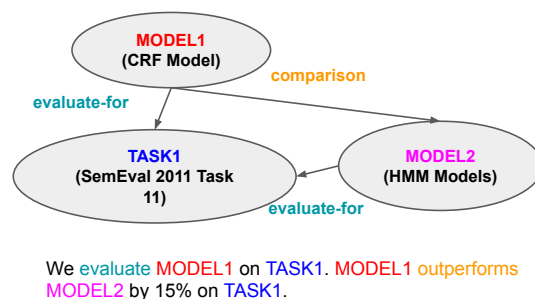 MODEL1
(CRF Model)
comparison
evaluate-for
TASK1
(SemEval 2011 Task
11)
MODEL2
(HMM Models)
evaluate-for
We evaluate MODEL1 on TASK1. MODEL1 outperforms
MODEL2 by 15% on TASK1.